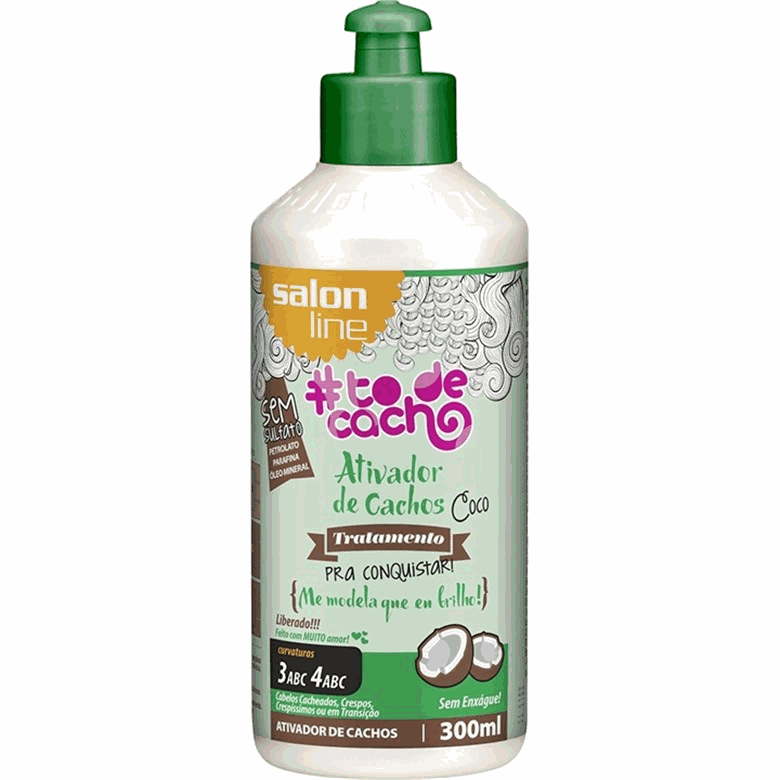 salon
line
#to de
cacho
SEM
SULFATO
PETROLATO
PARAFINA
ÓLEO MINERAL
Ativador
de Cachos Coco
Tratamento
PRA CONQUISTAR!
{Me modela que eu brilho!}
Liberado!!!
Feito com MUITO amor!
curvaturas
3ABC 4ABC
Cabelos Cacheados, Crespos,
Crespíssimos ou em Transição
Sem Enxágue!
ATIVADOR DE CACHOS | 300ml